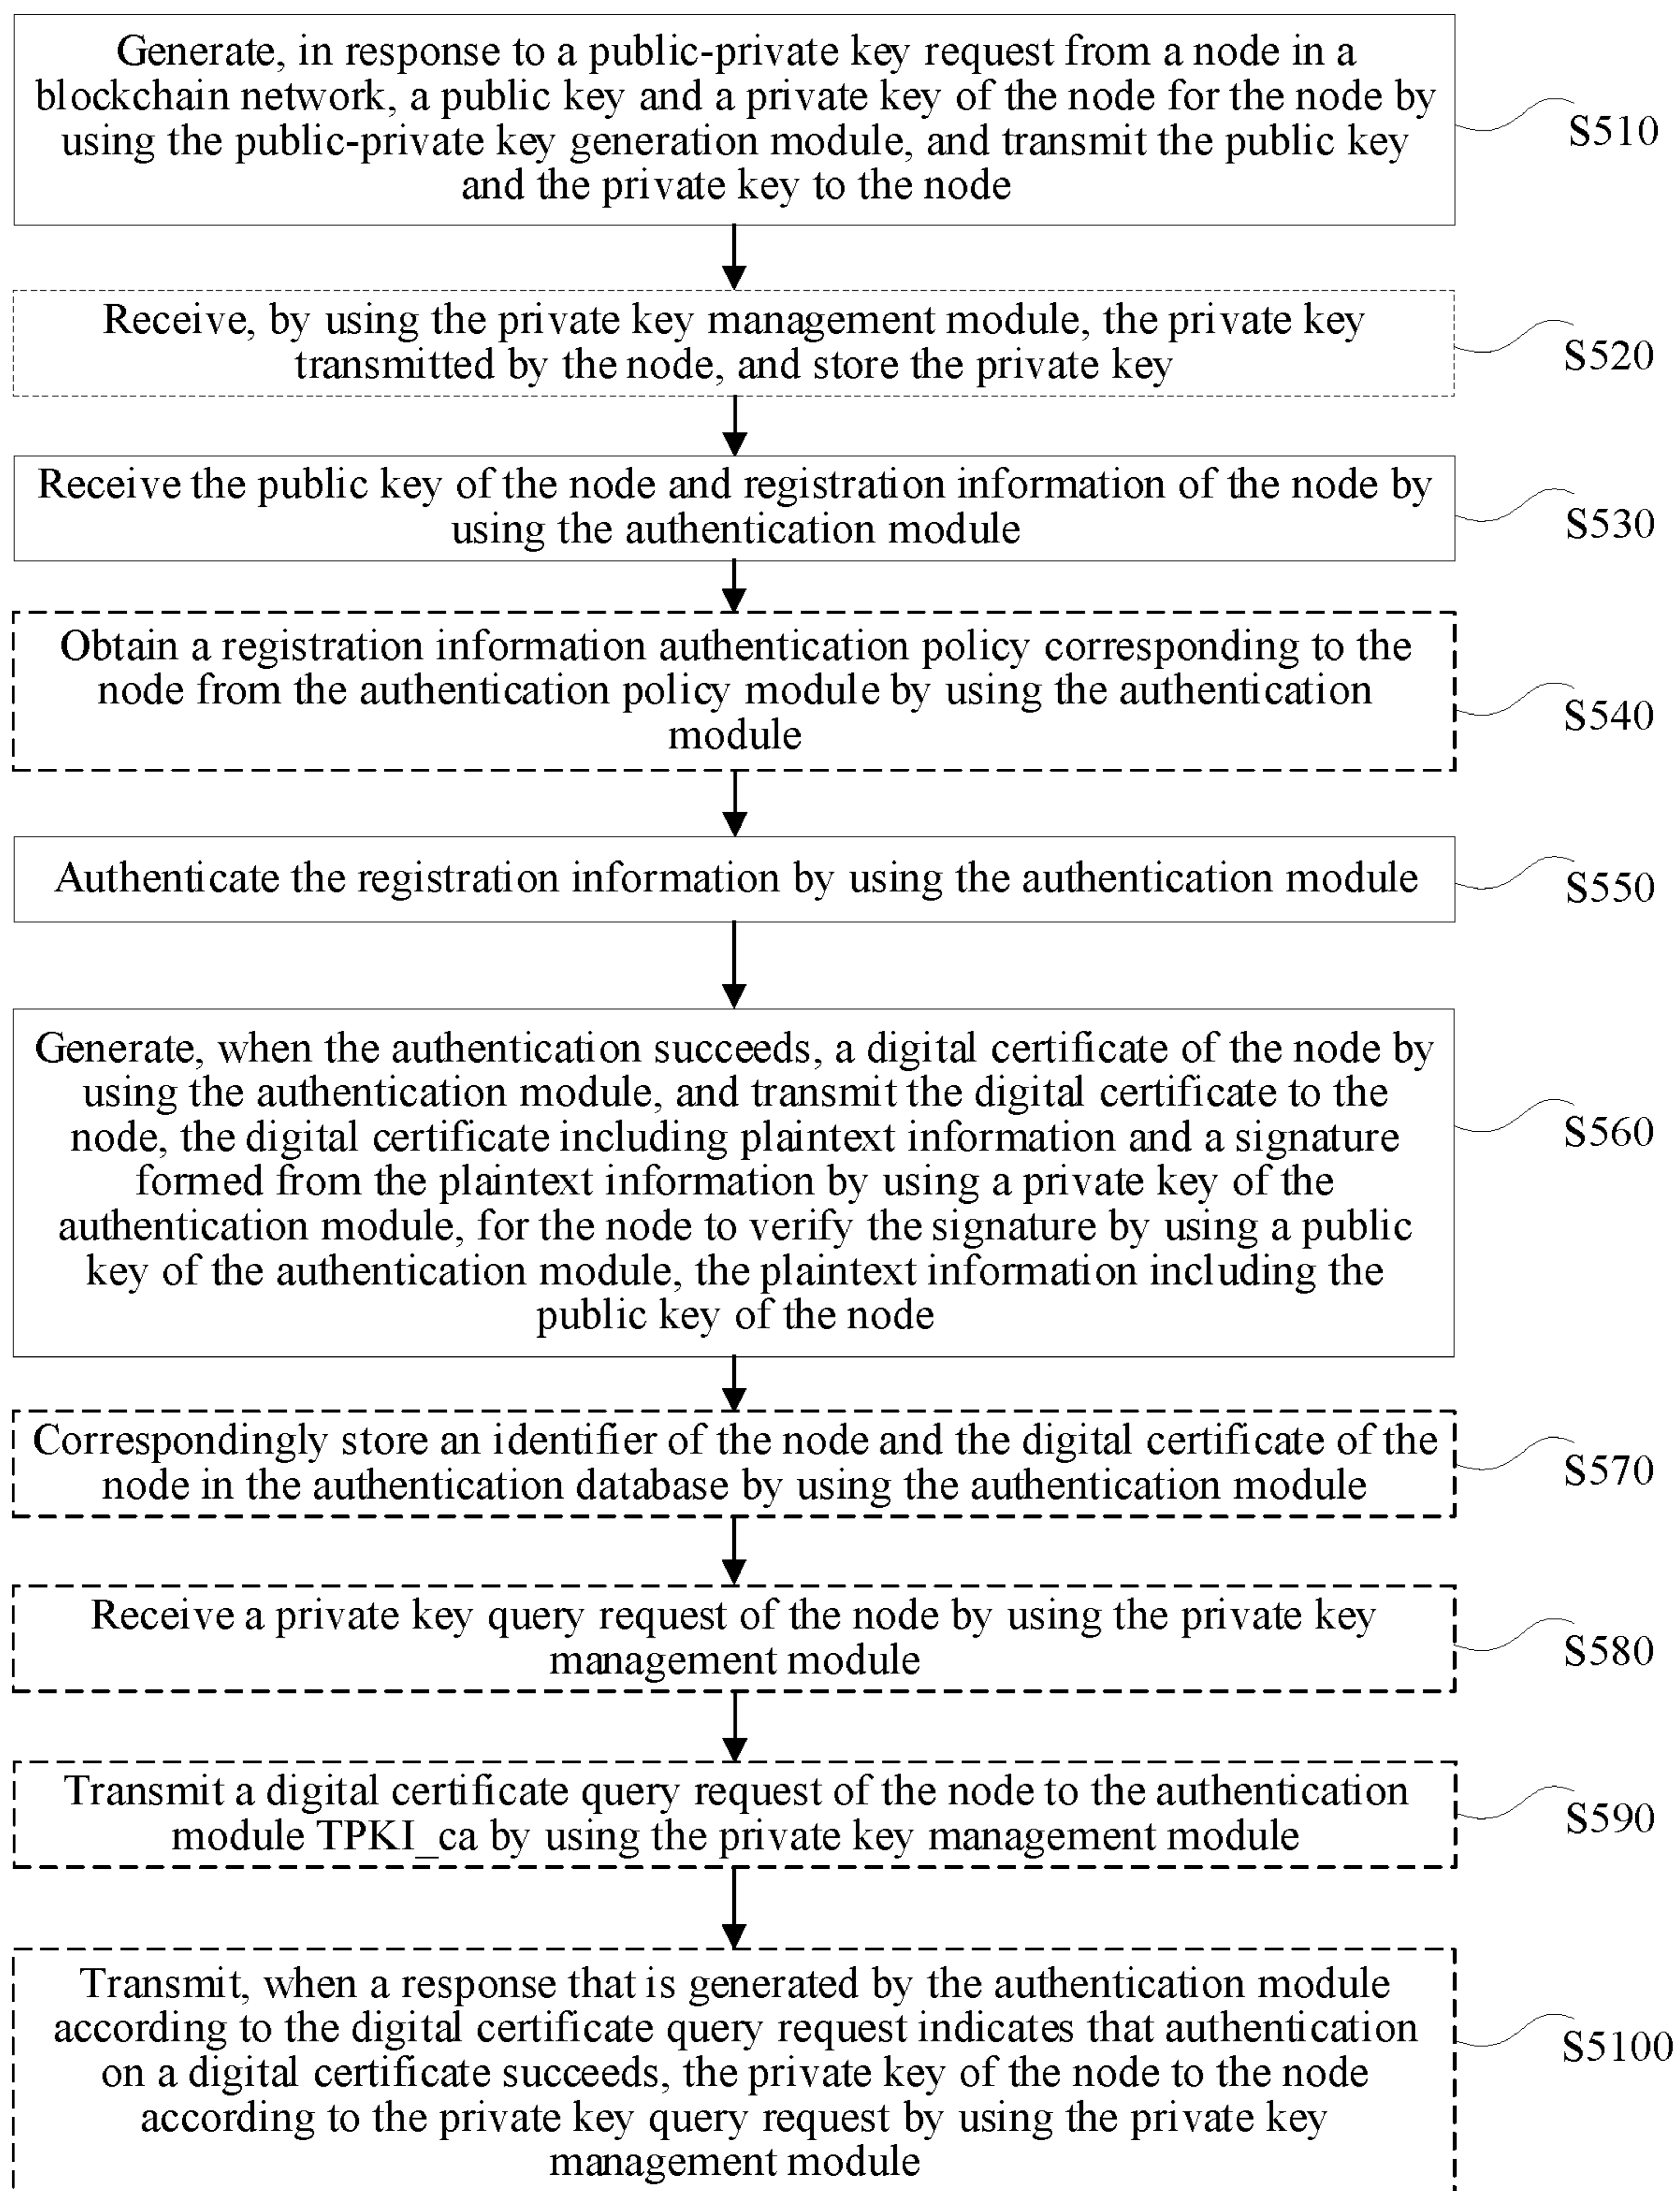 Generate, in response to a public-private key request from a node in a
blockchain network, a public key and a private key of the node for the node by
using the public-private key generation module, and transmit the public key
and the private key to the node
S510
Receive, by using the private key management module, the private key
transmitted by the node, and store the private key
S520
Receive the public key of the node and registration information of the node by
using the authentication module
S530
Obtain a registration information authentication policy corresponding to the
node from the authentication policy module by using the authentication
module
S540
Authenticate the registration information by using the authentication module
S550
Generate, when the authentication succeeds, a digital certificate of the node by
using the authentication module, and transmit the digital certificate to the
node, the digital certificate including plaintext information and a signature
formed from the plaintext information by using a private key of the
authentication module, for the node to verify the signature by using a public
key of the authentication module, the plaintext information including the
public key of the node
S560
Correspondingly store an identifier of the node and the digital certificate of the
node in the authentication database by using the authentication module
S570
Receive a private key query request of the node by using the private key
management module
S580
Transmit a digital certificate query request of the node to the authentication
module TPKI_ca by using the private key management module
S590
Transmit, when a response that is generated by the authentication module
according to the digital certificate query request indicates that authentication
on a digital certificate succeeds, the private key of the node to the node
according to the private key query request by using the private key
management module
S5100